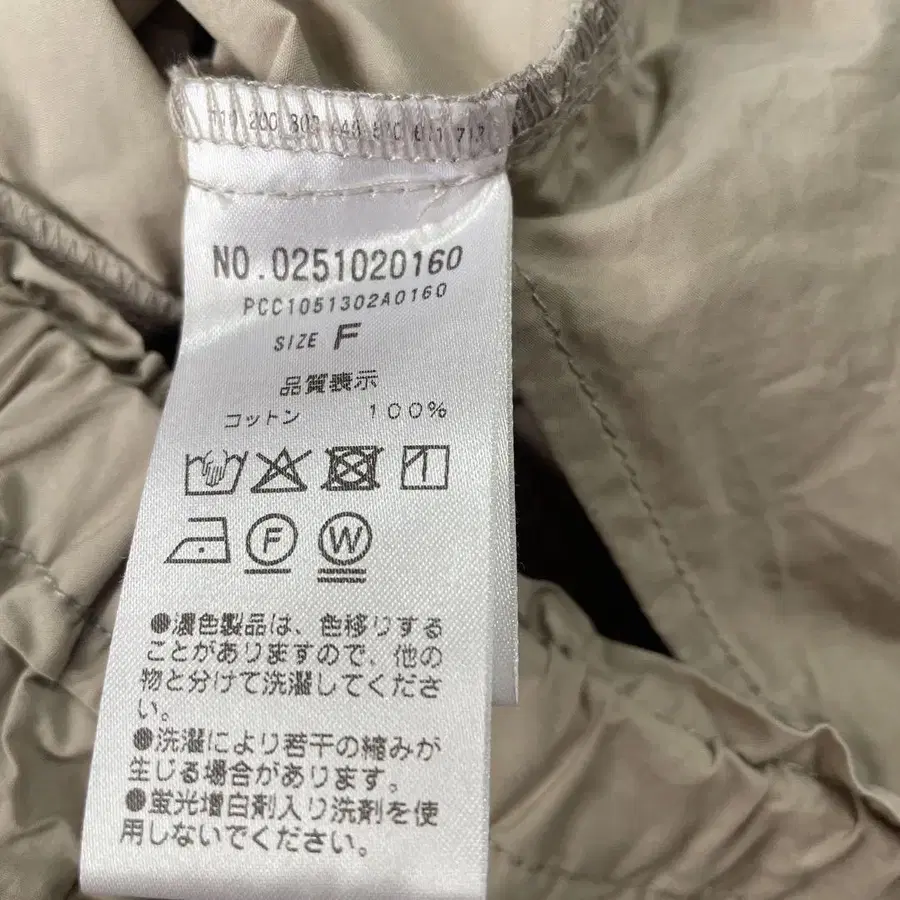 NO.0251020160
PCC1051302A0160
SIZE F
品質表示
コットン 100%
F W
●濃色製品は、色移りする
ことがありますので、他の
物と分けて洗濯してくださ
い。
●洗濯により若干の縮みが
生じる場合があります。
●蛍光増白剤入り洗剤を使
用しないでください。